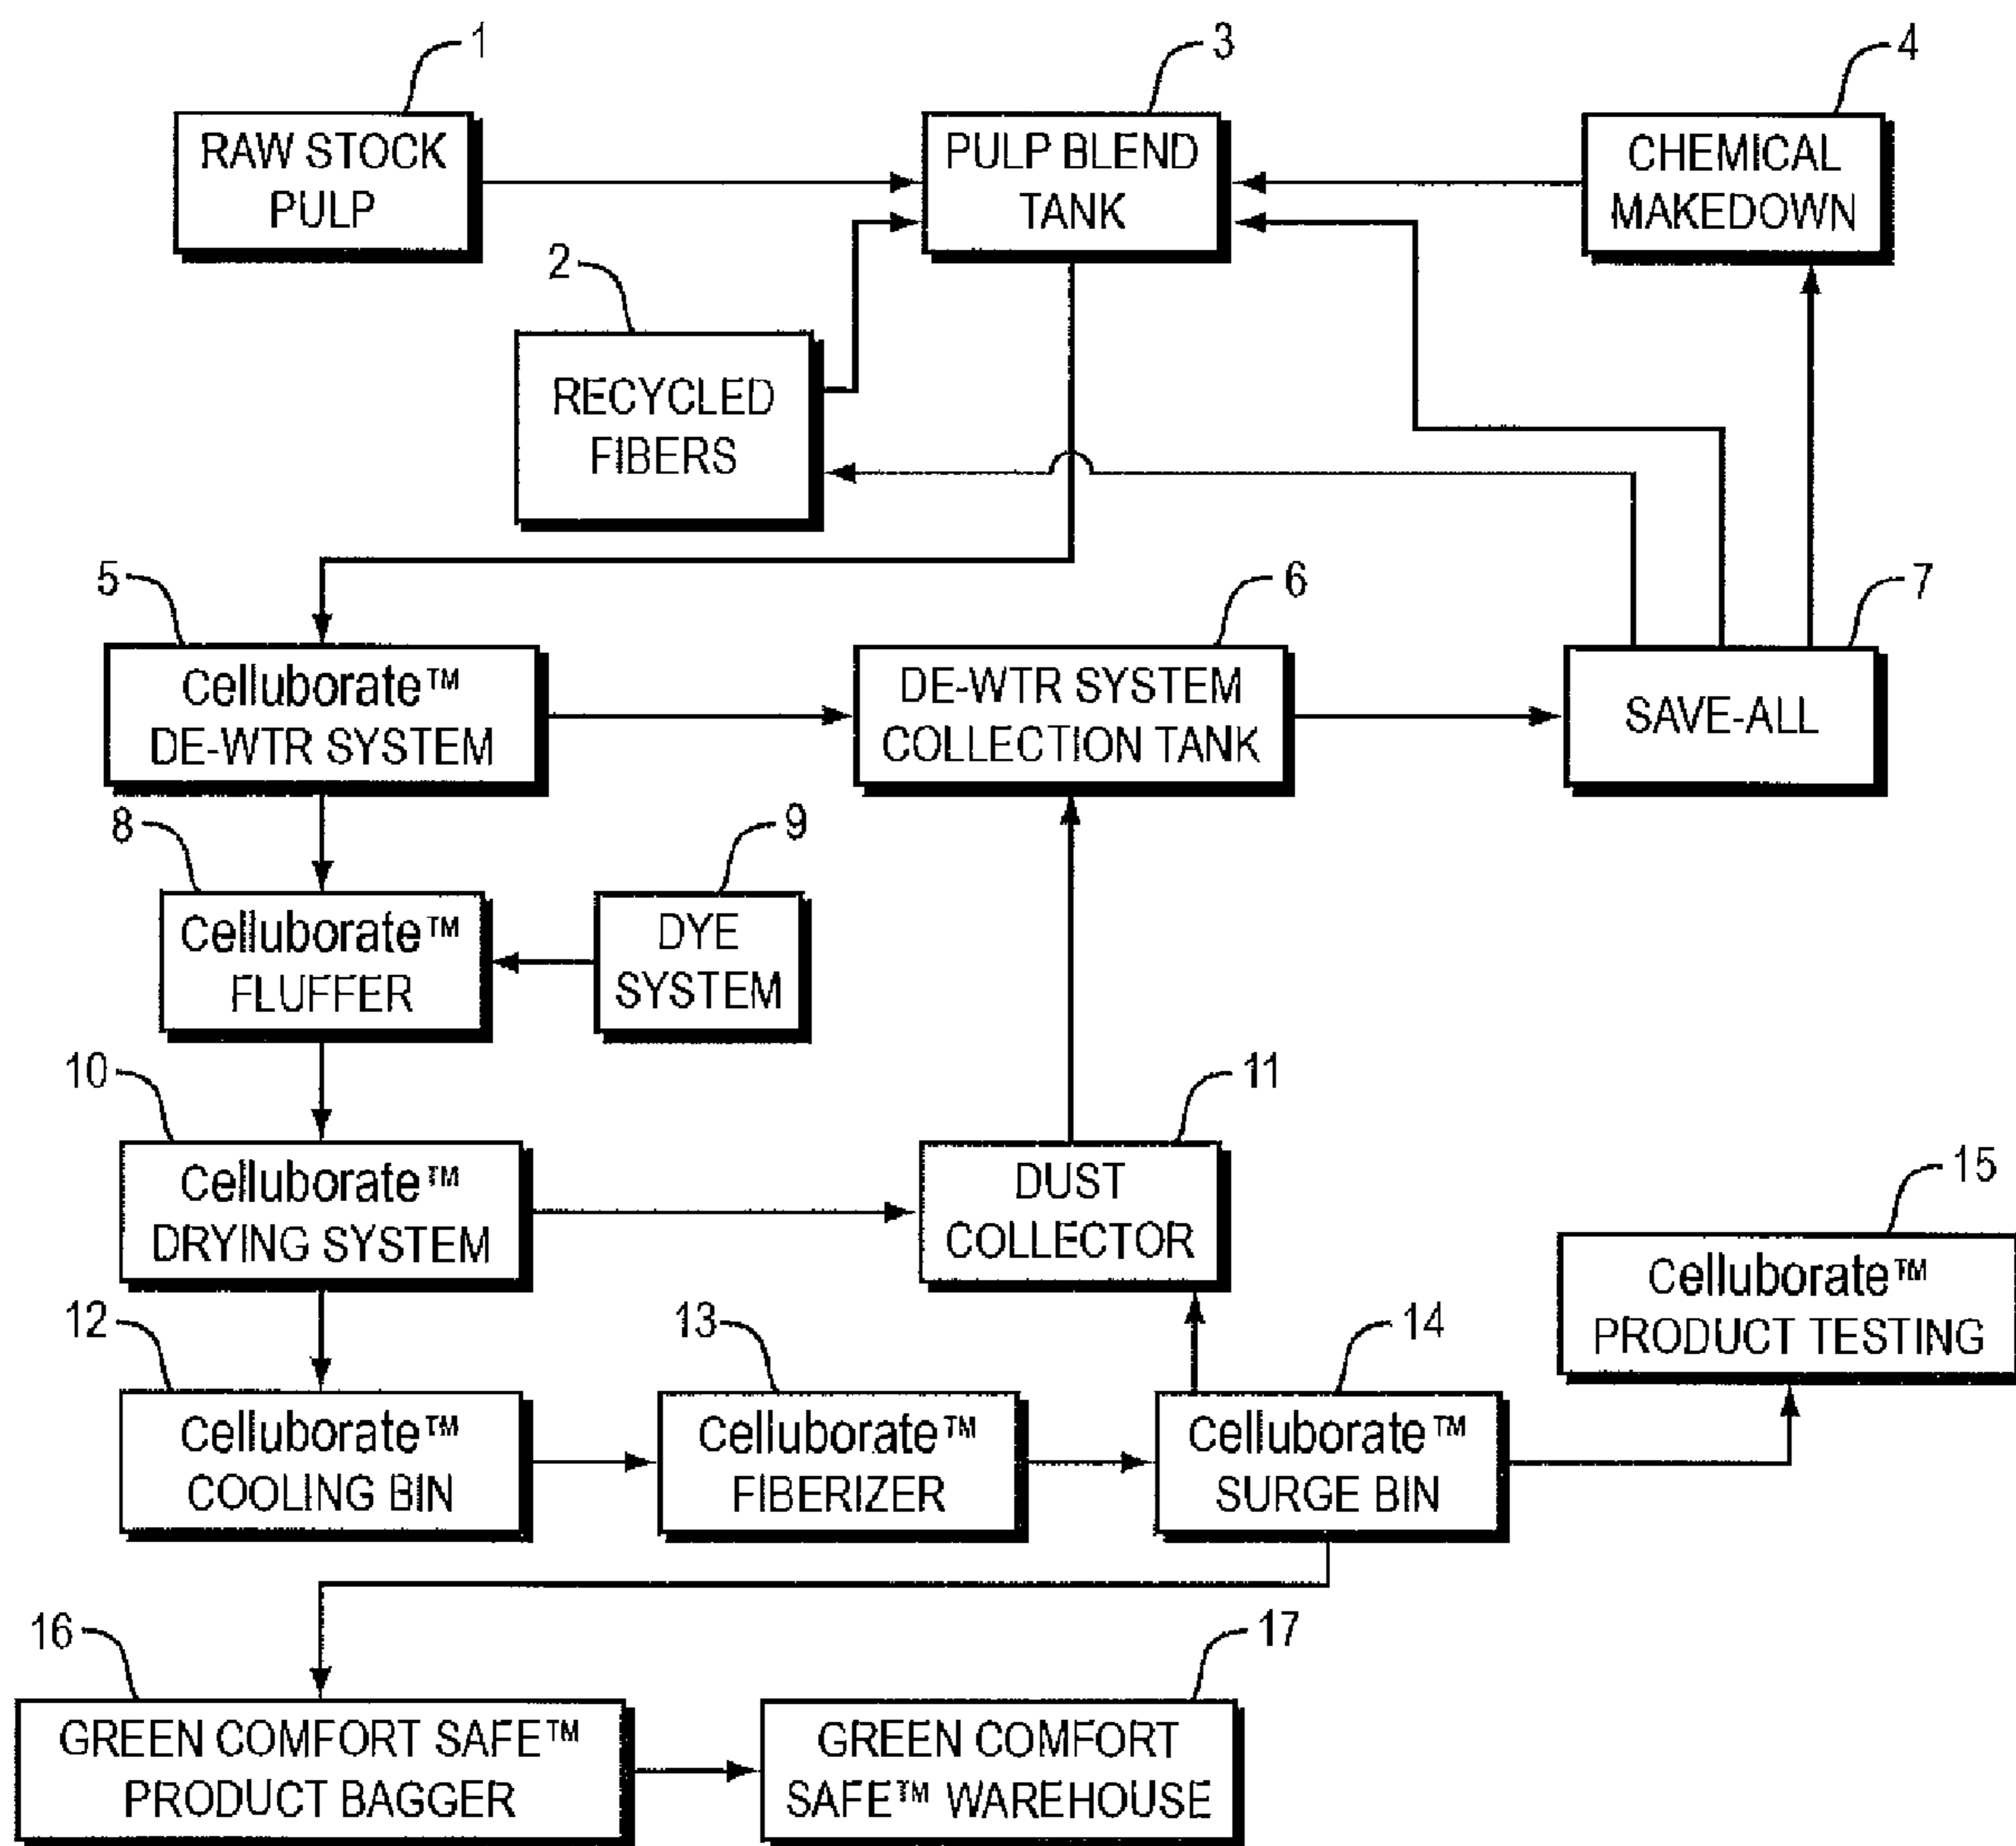 1
3
4
RAW STOCK
PULP
PULP BLEND
TANK
CHEMICAL
MAKEDOWN
2
RECYCLED
FIBERS
5
6
7
Celluborate™
DE-WTR SYSTEM
DE-WTR SYSTEM
COLLECTION TANK
SAVE-ALL
8
9
Celluborate™
FLUFFER
DYE
SYSTEM
10
11
Celluborate™
DRYING SYSTEM
DUST
COLLECTOR
15
Celluborate™
PRODUCT TESTING
12
13
14
Celluborate™
COOLING BIN
Celluborate™
FIBERIZER
Celluborate™
SURGE BIN
16
17
GREEN COMFORT SAFE™
PRODUCT BAGGER
GREEN COMFORT
SAFE™ WAREHOUSE